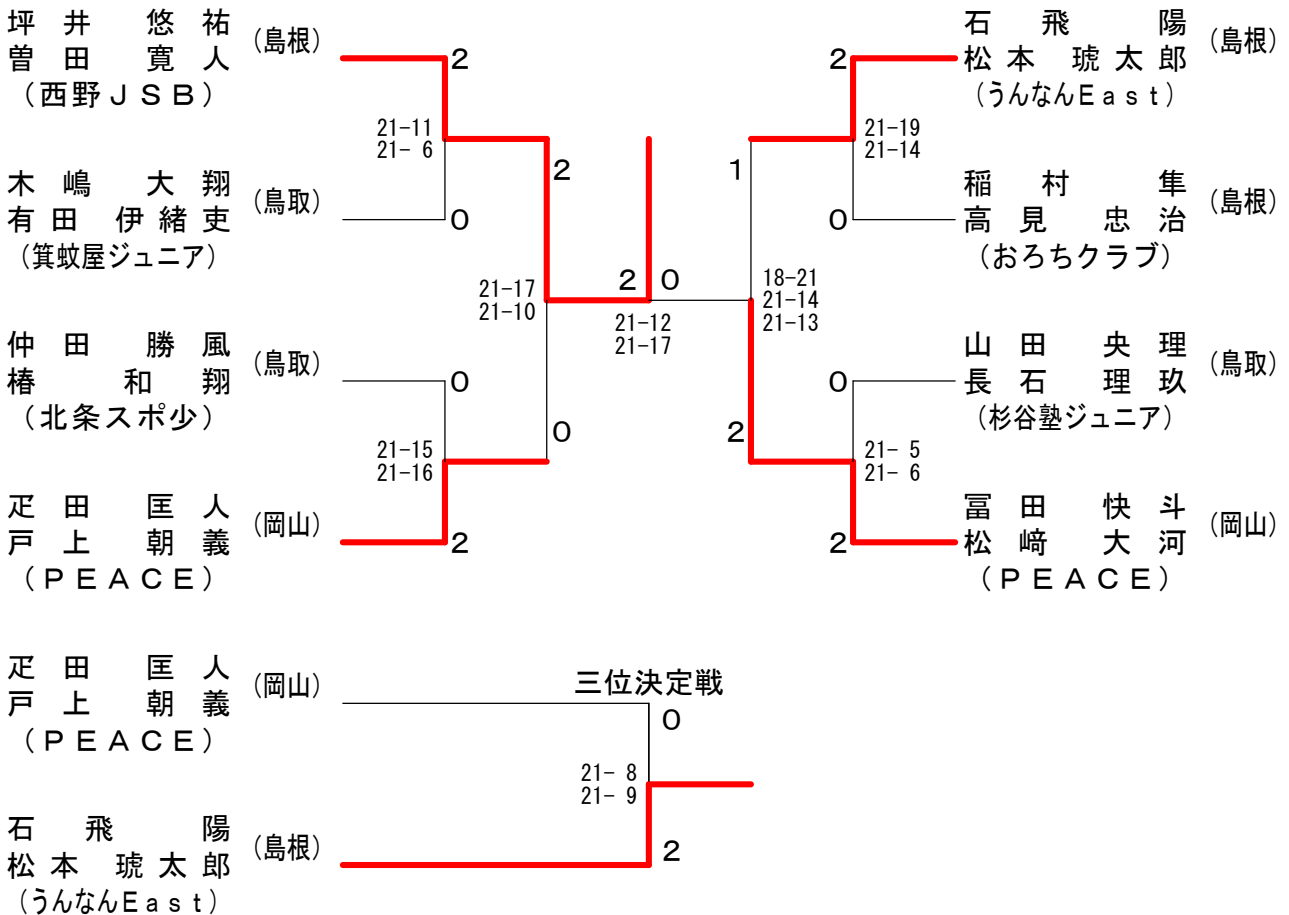 坪井 悠祐
曽田 寛人
(島根)
(西野JSB)
2
21-11
21- 6
木嶋 大翔
有田 伊緒吏
(鳥取)
(箕蚊屋ジュニア)
0
2
21-17
21-10
仲田 勝風
椿 和翔
(鳥取)
(北条スポ少)
0
21-15
21-16
0
疋田 匡人
戸上 朝義
(岡山)
(PEACE)
2
2 0
21-12
21-17
石飛 陽
松本 琥太郎
(島根)
(うんなんEast)
2
21-19
21-14
1
稲村 隼
高見 忠治
(島根)
(おろちクラブ)
0
18-21
21-14
21-13
山田 央理
長石 理玖
(鳥取)
(杉谷塾ジュニア)
0
21- 5
21- 6
2
冨田 快斗
松﨑 大河
(岡山)
(PEACE)
2
疋田 匡人
戸上 朝義
(岡山)
(PEACE)
三位決定戦
0
21- 8
21- 9
石飛 陽
松本 琥太郎
(島根)
(うんなんEast)
2